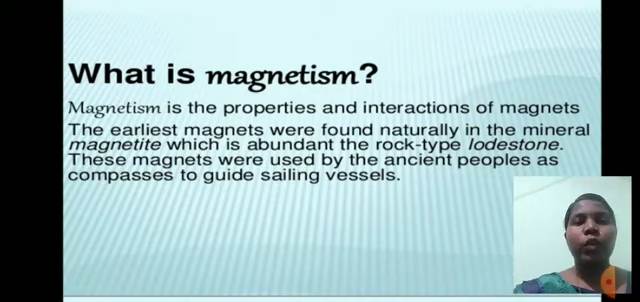 What is magnetism?
Magnetism is the properties and interactions of magnets
The earliest magnets were found naturally in the mineral
magnetite which is abundant the rock-type lodestone.
These magnets were used by the ancient peoples as
compasses to guide sailing vessels.